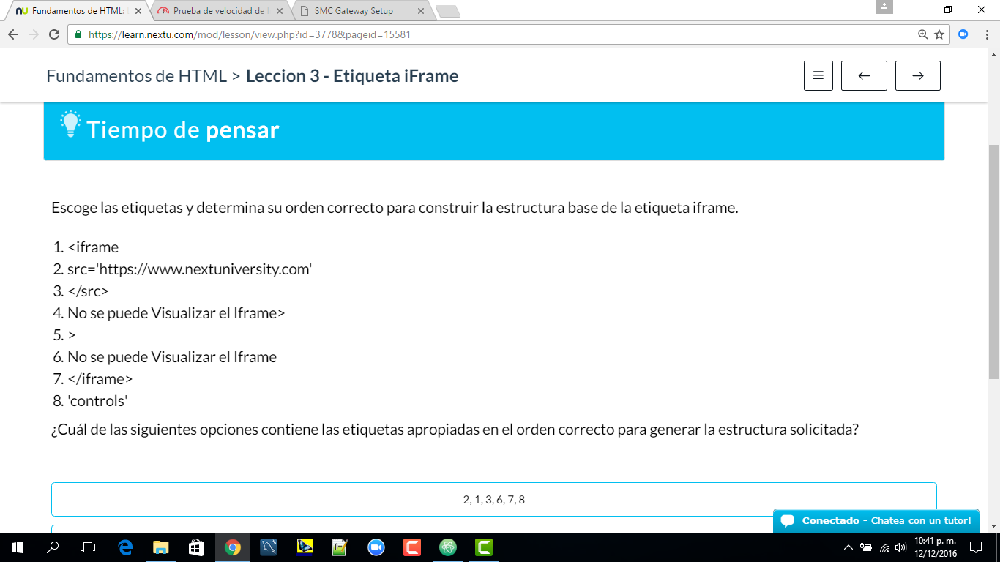 Fundamentos de HTML:
Prueba de velocidad de
SMC Gateway Setup
https://learn.nextu.com/mod/lesson/view.php?id=3778&pageid=15581
Fundamentos de HTML > Leccion 3 - Etiqueta iFrame
Tiempo de pensar
Escoge las etiquetas y determina su orden correcto para construir la estructura base de la etiqueta iframe.
1. <iframe
2. src='https://www.nextuniversity.com'
3. </src>
4. No se puede Visualizar el Iframe>
5. >
6. No se puede Visualizar el Iframe
7. </iframe>
8. 'controls'
¿Cuál de las siguientes opciones contiene las etiquetas apropiadas en el orden correcto para generar la estructura solicitada?
2, 1, 3, 6, 7, 8
Conectado - Chatea con un tutor!
10:41 p. m.
12/12/2016